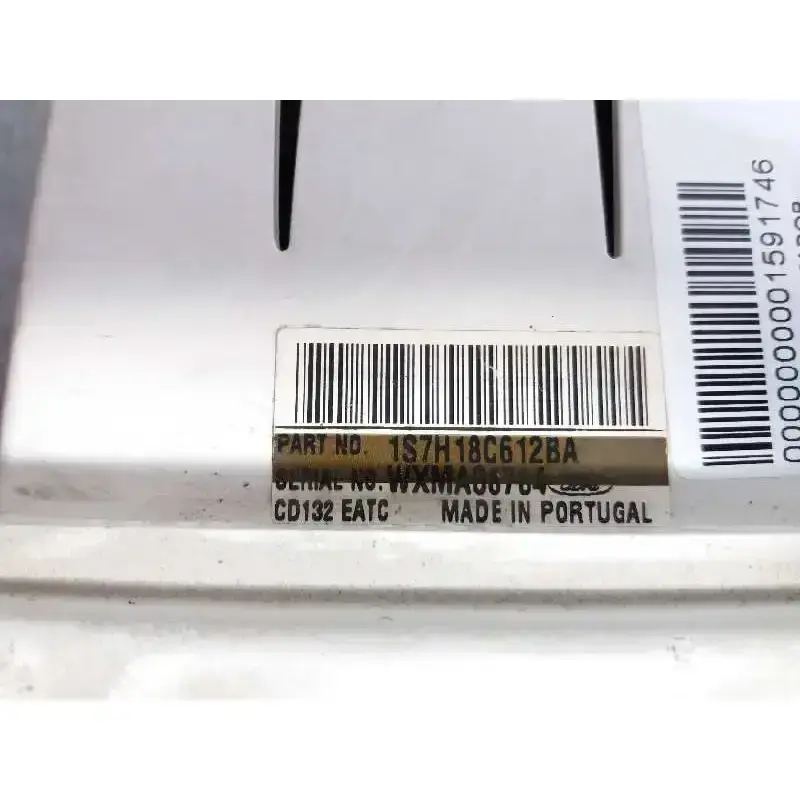 PART NO. 1S7H18C612BA
SERIAL NO.
CD132 EATC MADE IN PORTUGAL
0000000001591746